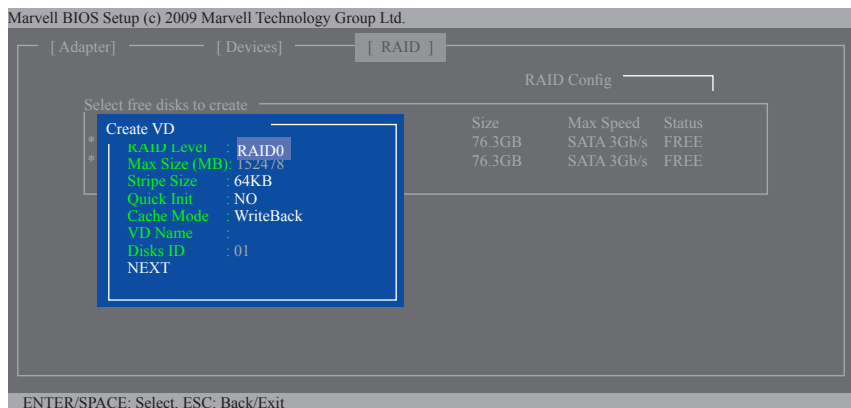 Marvell BIOS Setup (c) 2009 Marvell Technology Group Ltd.
[ Adapter] [ Devices] [ RAID ]
RAID Config
Select free disks to create
Size Max Speed Status
* 76.3GB SATA 3Gb/s FREE
* 76.3GB SATA 3Gb/s FREE
Create VD
RAID Level : RAID0
Max Size (MB): 152478
Stripe Size : 64KB
Quick Init : NO
Cache Mode : WriteBack
VD Name :
Disks ID : 01
NEXT
ENTER/SPACE: Select, ESC: Back/Exit